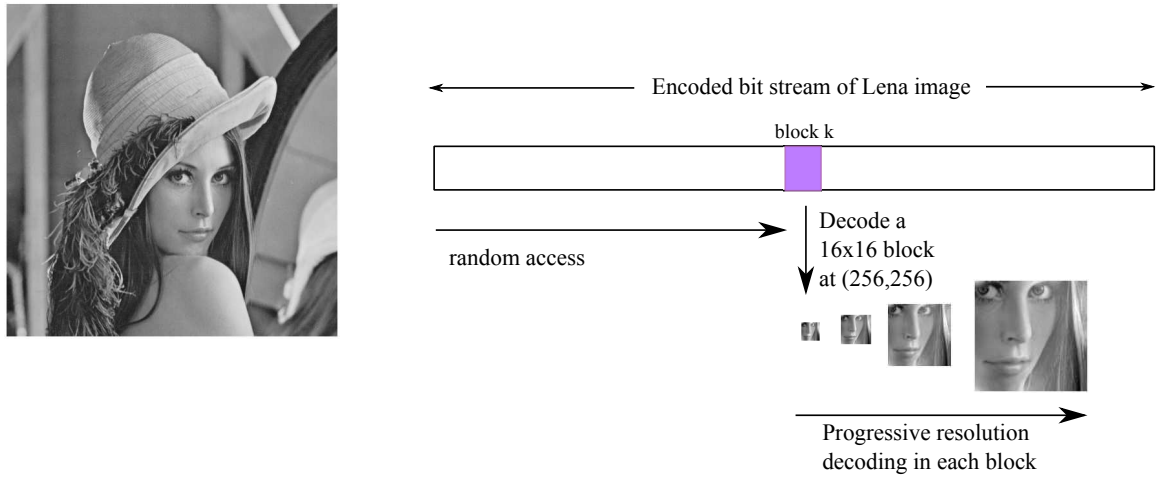 Encoded bit stream of Lena image
block k
random access
Decode a
16x16 block
at (256,256)
Progressive resolution
decoding in each block